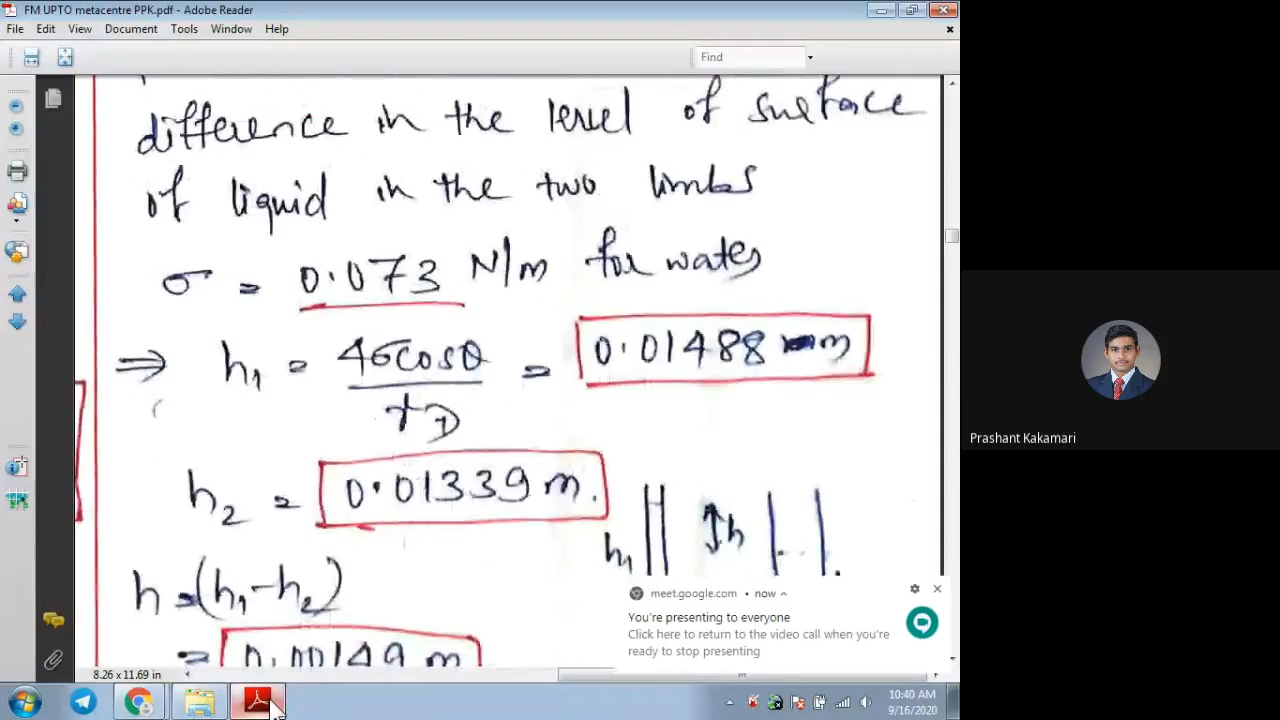 FM UPTO metacentre PPK.pdf - Adobe Reader
File Edit View Document Tools Window Help
Find
difference in the level of surface
of liquid in the two limbs
σ = 0.073 N/m for water
⇒ h₁ = 4σcosθ / γD = 0.01488 m
h₂ = 0.01339 m.
h₁ h
h = (h₁-h₂)
= 0.00149 m
meet.google.com • now
You're presenting to everyone
Click here to return to the video call when you're
ready to stop presenting
8.26 x 11.69 in
Prashant Kakamari
10:40 AM
9/16/2020